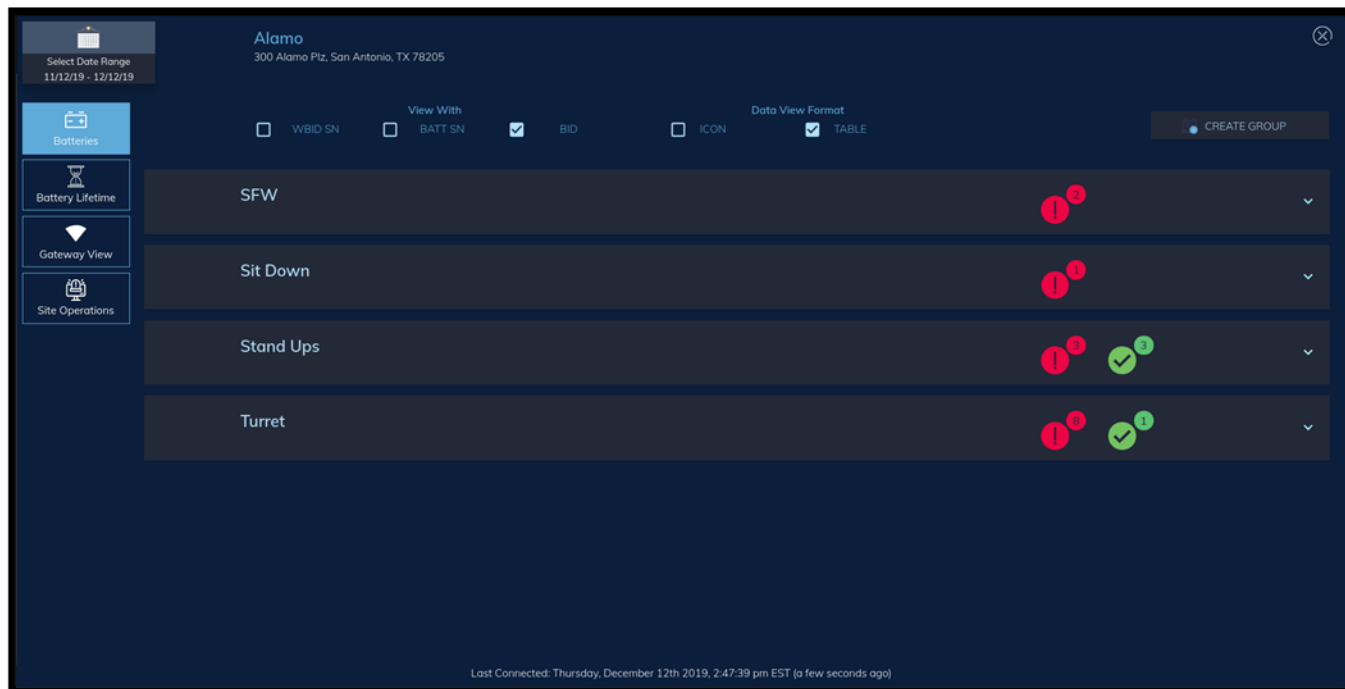 Select Date Range
11/12/19 - 12/12/19
Alamo
300 Alamo Plz, San Antonio, TX 78205
Batteries
Battery Lifetime
Gateway View
Site Operations
View With
Data View Format
WBID SN BATT SN BID ICON TABLE
CREATE GROUP
SFW 2
Sit Down 1
Stand Ups 3 3
Turret 8 1
Last Connected: Thursday, December 12th 2019, 2:47:39 pm EST (a few seconds ago)